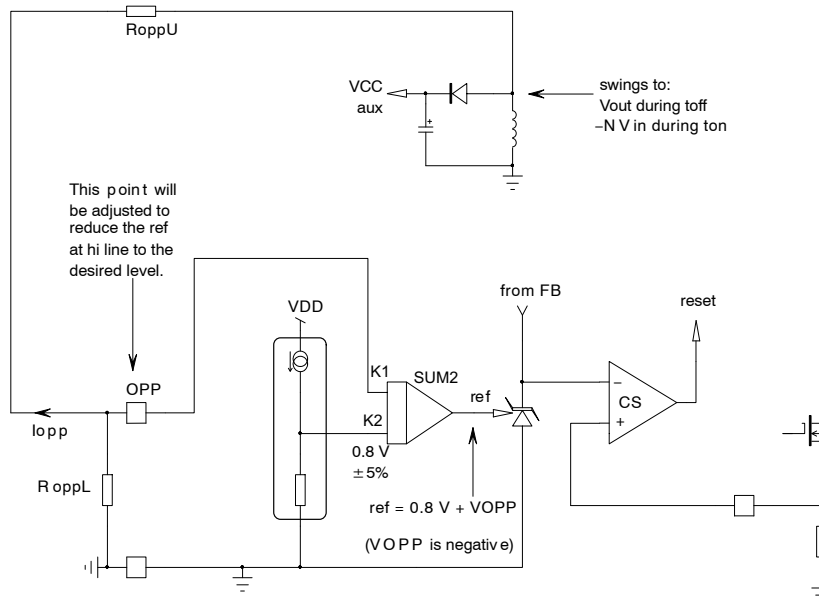 RoppU
VCC
aux
+
swings to:
Vout during toff
−N V in during ton
This point will
be adjusted to
reduce the ref
at hi line to the
desired level.
from FB
reset
VDD
OPP
K1
SUM2
ref
K2
CS
−
+
Iopp
0.8 V
±5%
RoppL
ref = 0.8 V + VOPP
(VOPP is negative)